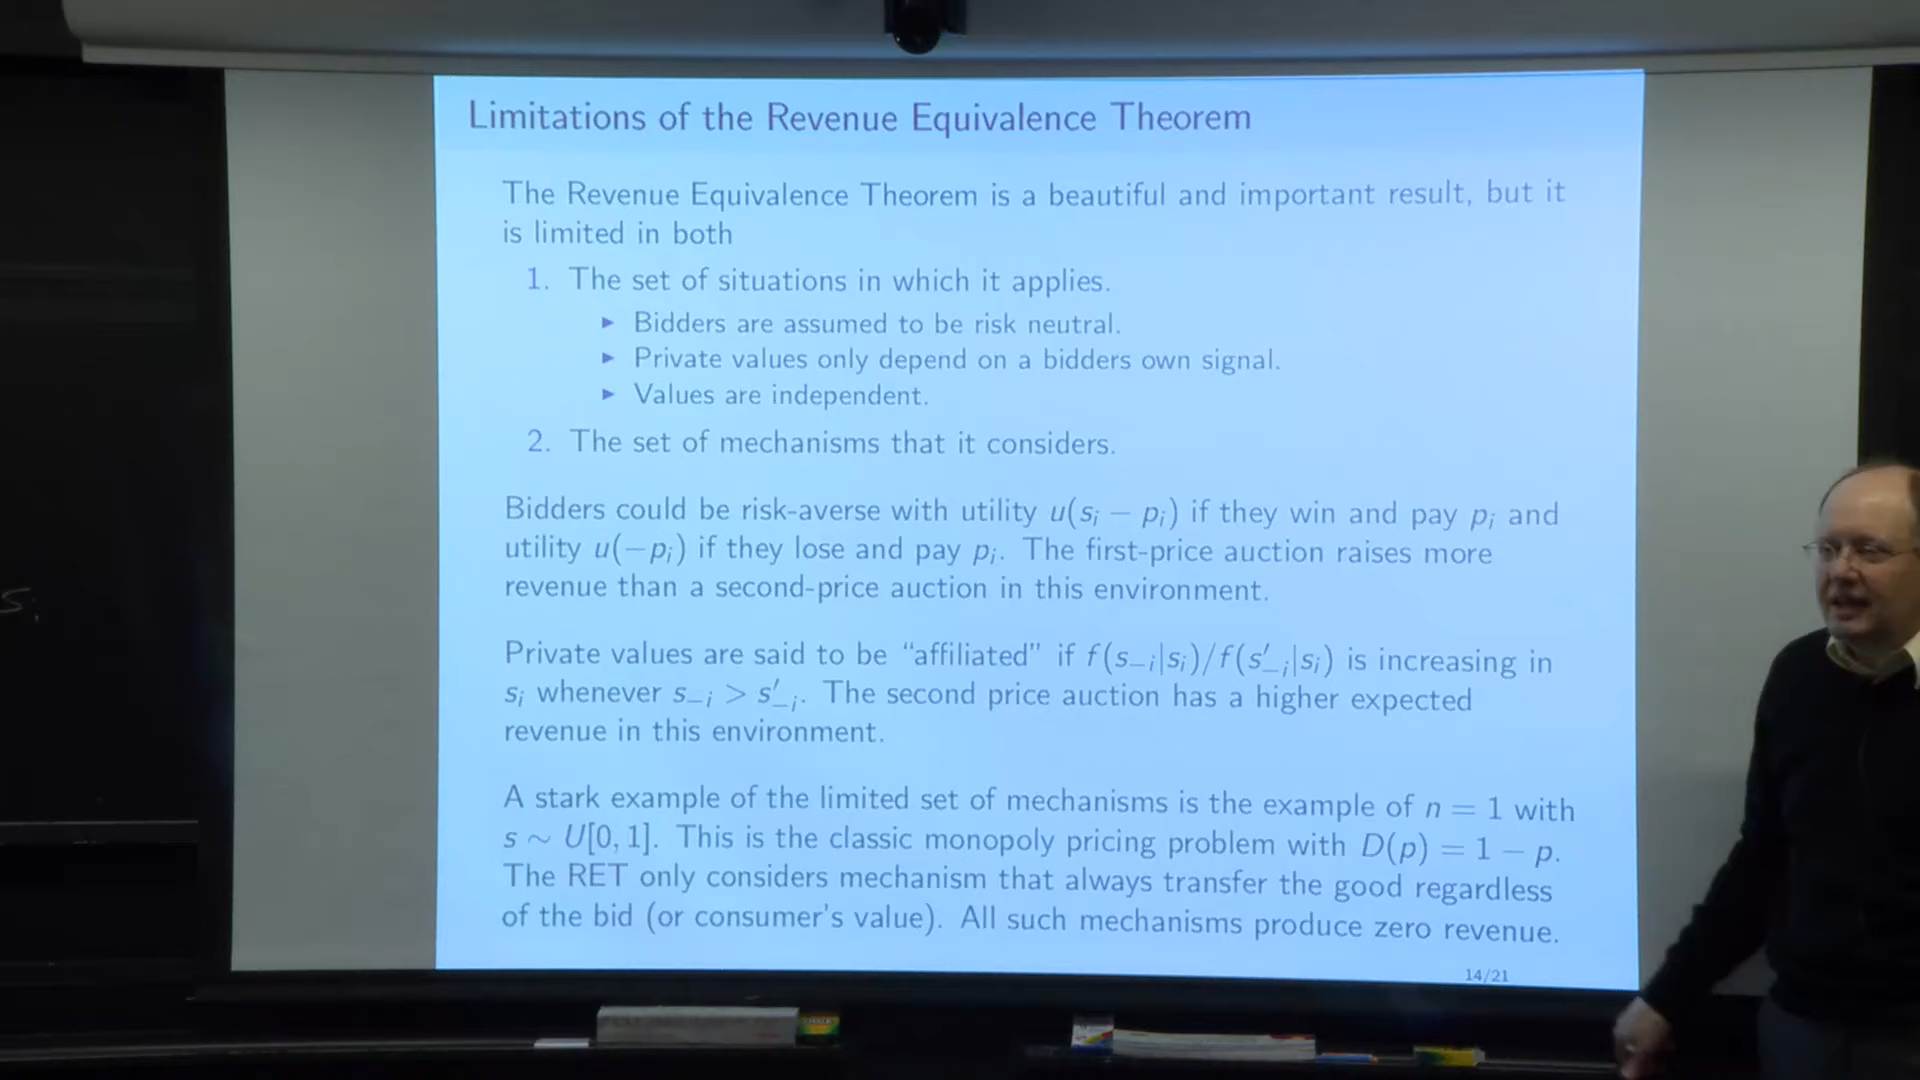 Limitations of the Revenue Equivalence Theorem
The Revenue Equivalence Theorem is a beautiful and important result, but it
is limited in both
1. The set of situations in which it applies.
▶ Bidders are assumed to be risk neutral.
▶ Private values only depend on a bidders own signal.
▶ Values are independent.
2. The set of mechanisms that it considers.
Bidders could be risk-averse with utility u(sᵢ − pᵢ) if they win and pay pᵢ and
utility u(−pᵢ) if they lose and pay pᵢ. The first-price auction raises more
revenue than a second-price auction in this environment.
Private values are said to be “affiliated” if f(s₋ᵢ|sᵢ)/f(s′₋ᵢ|sᵢ) is increasing in
sᵢ whenever s₋ᵢ > s′₋ᵢ. The second price auction has a higher expected
revenue in this environment.
A stark example of the limited set of mechanisms is the example of n = 1 with
s ∼ U[0, 1]. This is the classic monopoly pricing problem with D(p) = 1 − p.
The RET only considers mechanism that always transfer the good regardless
of the bid (or consumer's value). All such mechanisms produce zero revenue.
14/21
sᵢ